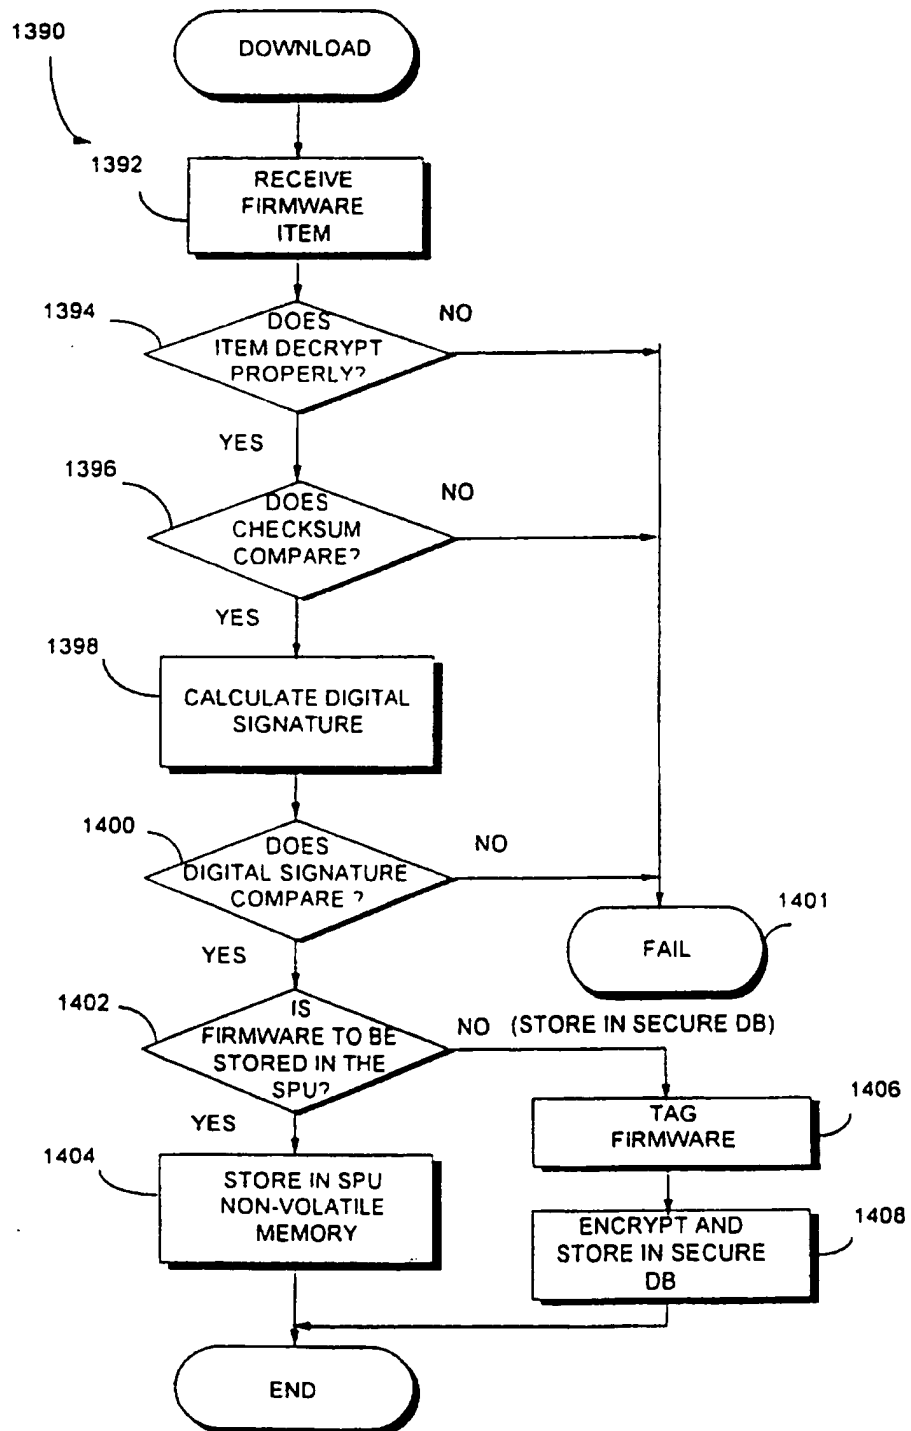 1390
DOWNLOAD
1392
RECEIVE
FIRMWARE
ITEM
1394
DOES
ITEM DECRYPT
PROPERLY?
NO
YES
1396
DOES
CHECKSUM
COMPARE?
NO
YES
1398
CALCULATE DIGITAL
SIGNATURE
1400
DOES
DIGITAL SIGNATURE
COMPARE ?
NO
1401
FAIL
YES
1402
IS
FIRMWARE TO BE
STORED IN THE
SPU?
NO (STORE IN SECURE DB)
YES
1406
TAG
FIRMWARE
1404
STORE IN SPU
NON-VOLATILE
MEMORY
1408
ENCRYPT AND
STORE IN SECURE
DB
END